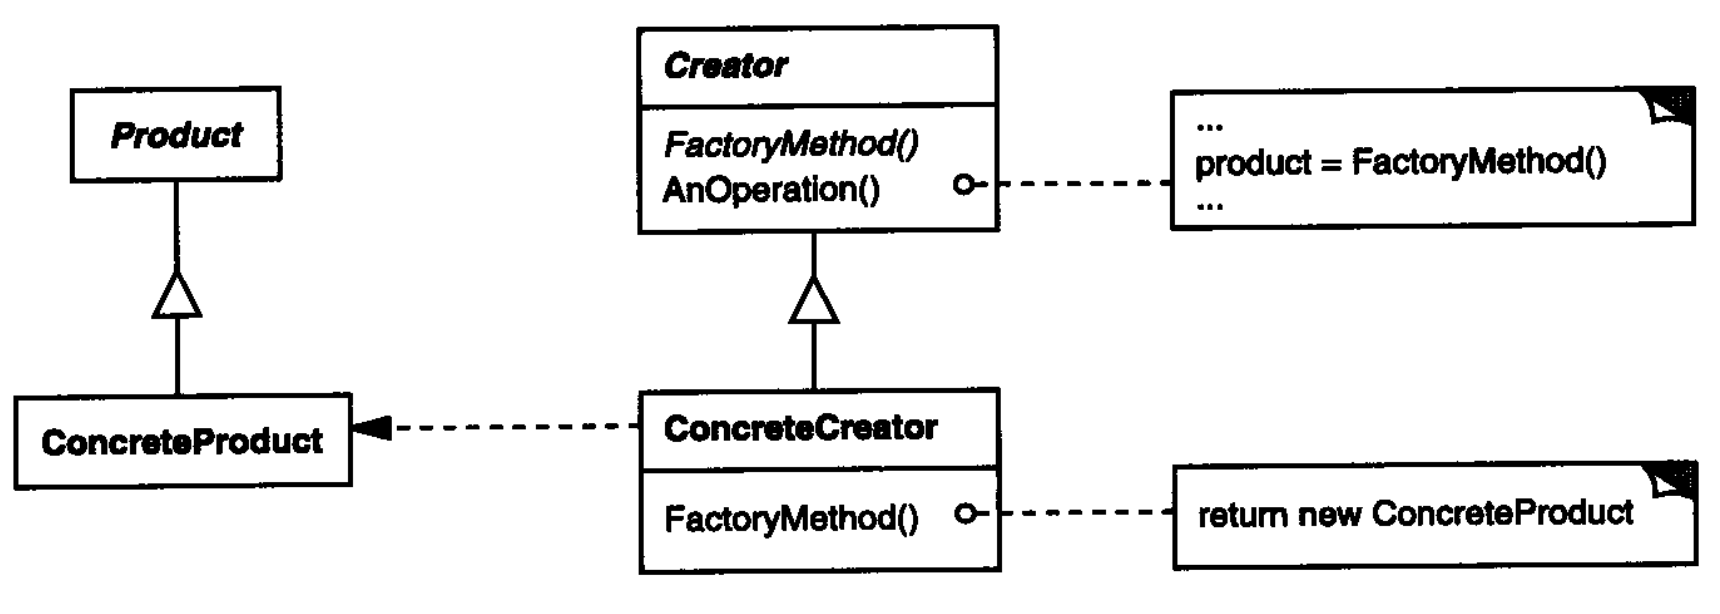 Product
ConcreteProduct
Creator
FactoryMethod()
AnOperation()
...
product = FactoryMethod()
...
ConcreteCreator
FactoryMethod()
return new ConcreteProduct